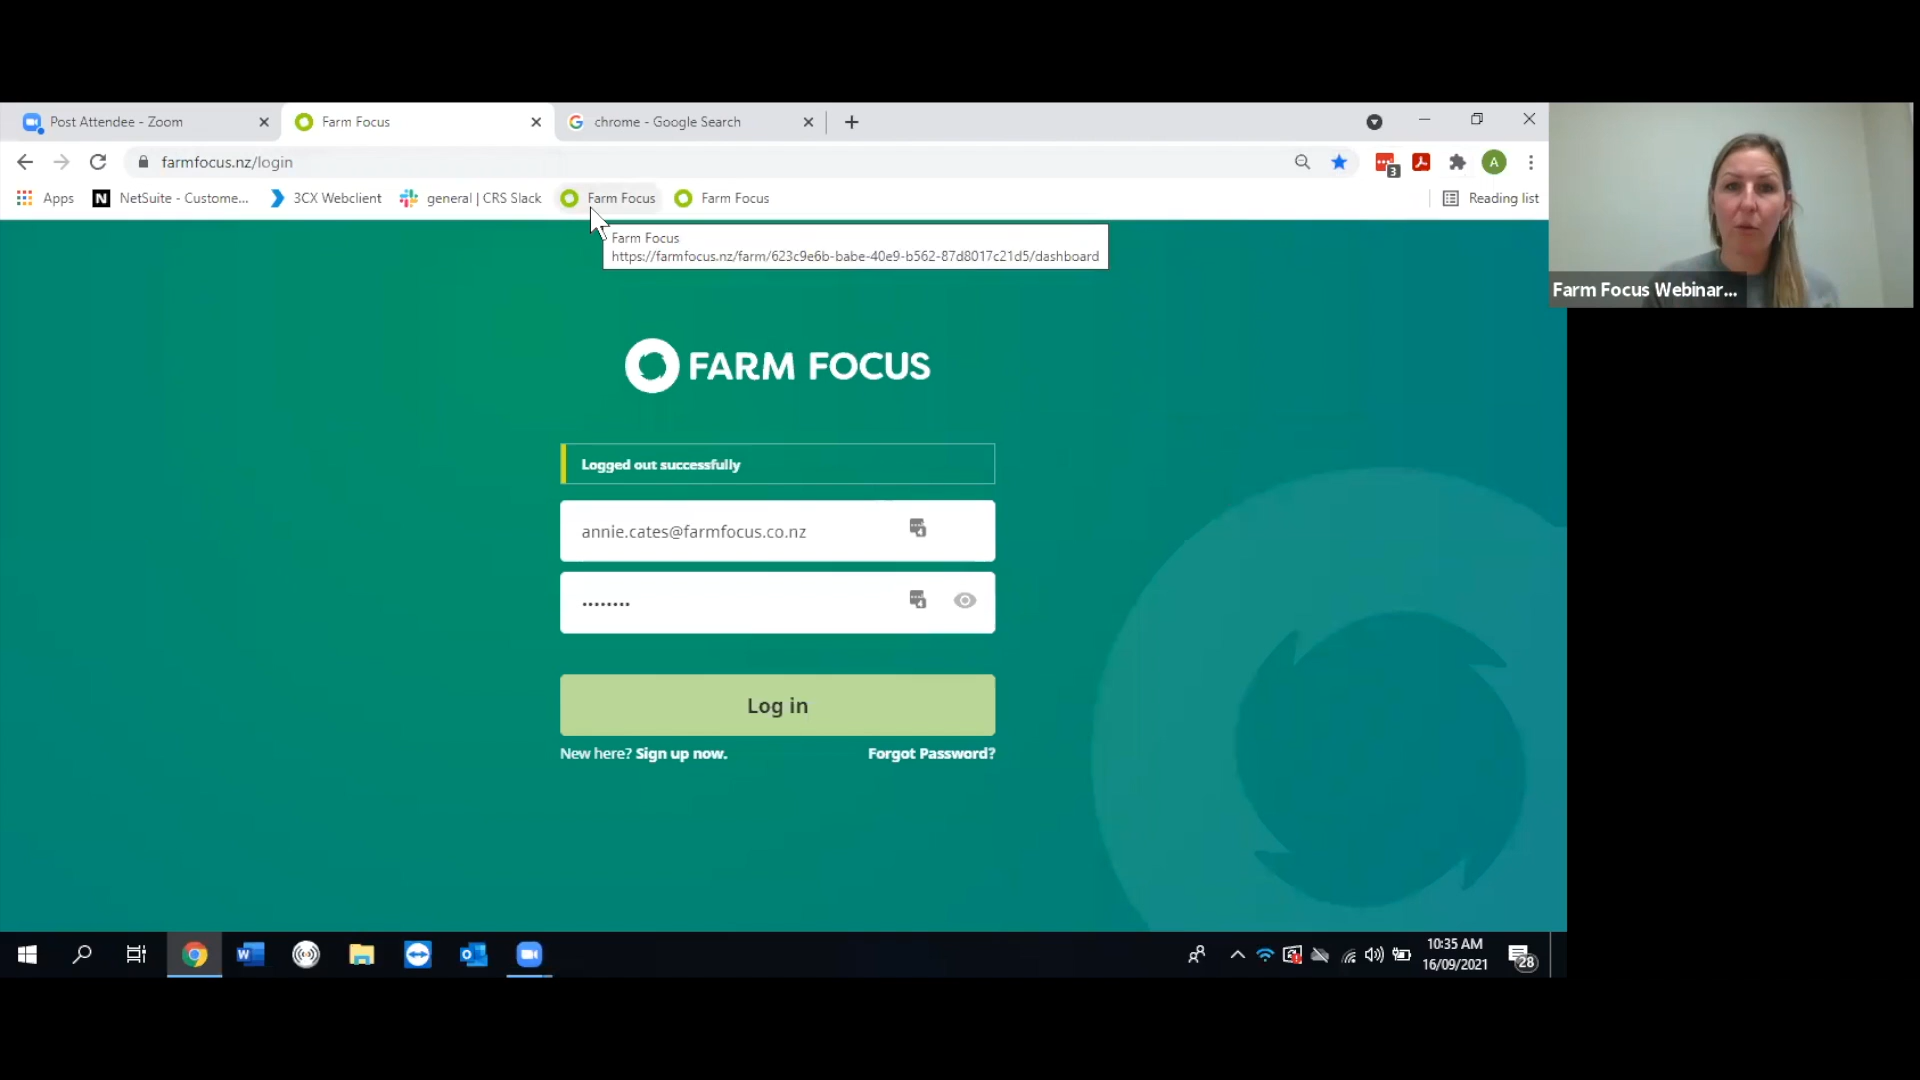 Post Attendee - Zoom
Farm Focus
chrome - Google Search
farmfocus.nz/login
3
A
Apps
N
NetSuite - Custome...
3CX Webclient
general | CRS Slack
Farm Focus
Farm Focus
Reading list
Farm Focus
https://farmfocus.nz/farm/623c9e6b-babe-40e9-b562-87d8017c21d5/dashboard
Farm Focus Webinar...
FARM FOCUS
Logged out successfully
annie.cates@farmfocus.co.nz
4
........
4
Log in
New here? Sign up now.
Forgot Password?
10:35 AM
16/09/2021
28